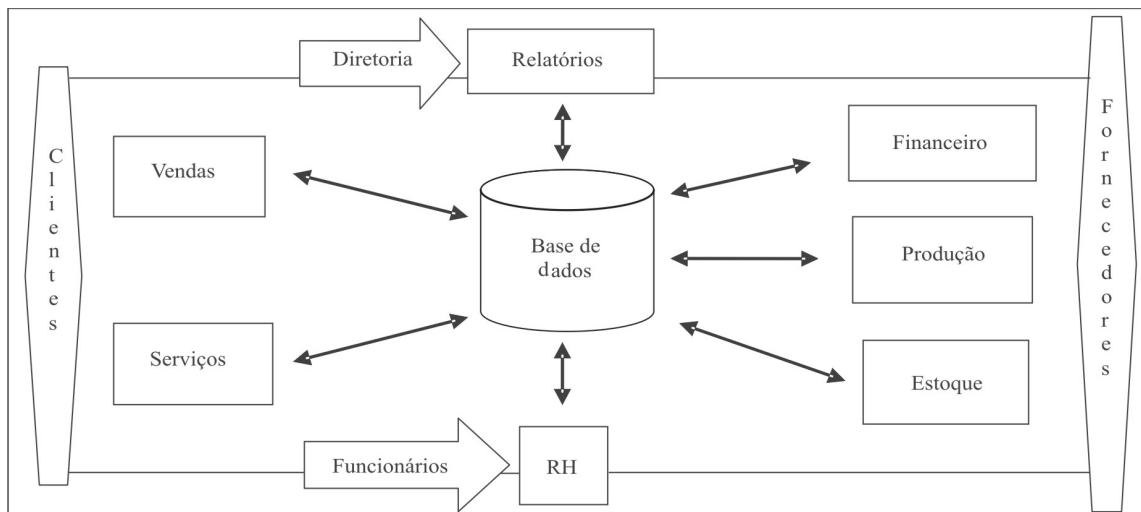 Diretoria
Relatórios
Clientes
Vendas
Financeiro
Fornecedores
Base de
dados
Produção
Serviços
Estoque
Funcionários
RH